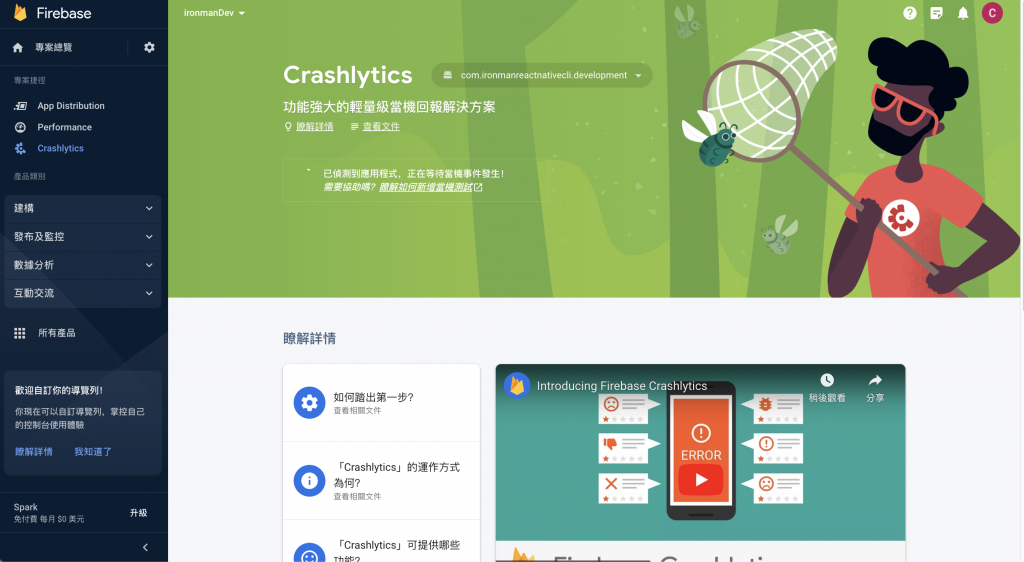 Firebase
ironmanDev
C
專案總覽
專案捷徑
App Distribution
Performance
Crashlytics
產品類別
建構
發布及監控
數據分析
互動交流
所有產品
歡迎自訂你的導覽列!
你現在可以自訂導覽列，掌控自己
的控制台使用體驗
瞭解詳情 我知道了
Spark
免付費 每月 $0 美元
升級
Crashlytics
com.ironmanreactnativecli.development
功能強大的輕量級當機回報解決方案
瞭解詳情 查看文件
已偵測到應用程式，正在等待當機事件發生!
需要協助嗎? 瞭解如何新增當機測試
瞭解詳情
如何踏出第一步?
查看相關文件
「Crashlytics」的運作方式
為何?
查看相關文件
「Crashlytics」可提供哪些
功能?
Introducing Firebase Crashlytics
稍後觀看
分享
ERROR
Firebase Crashlytics